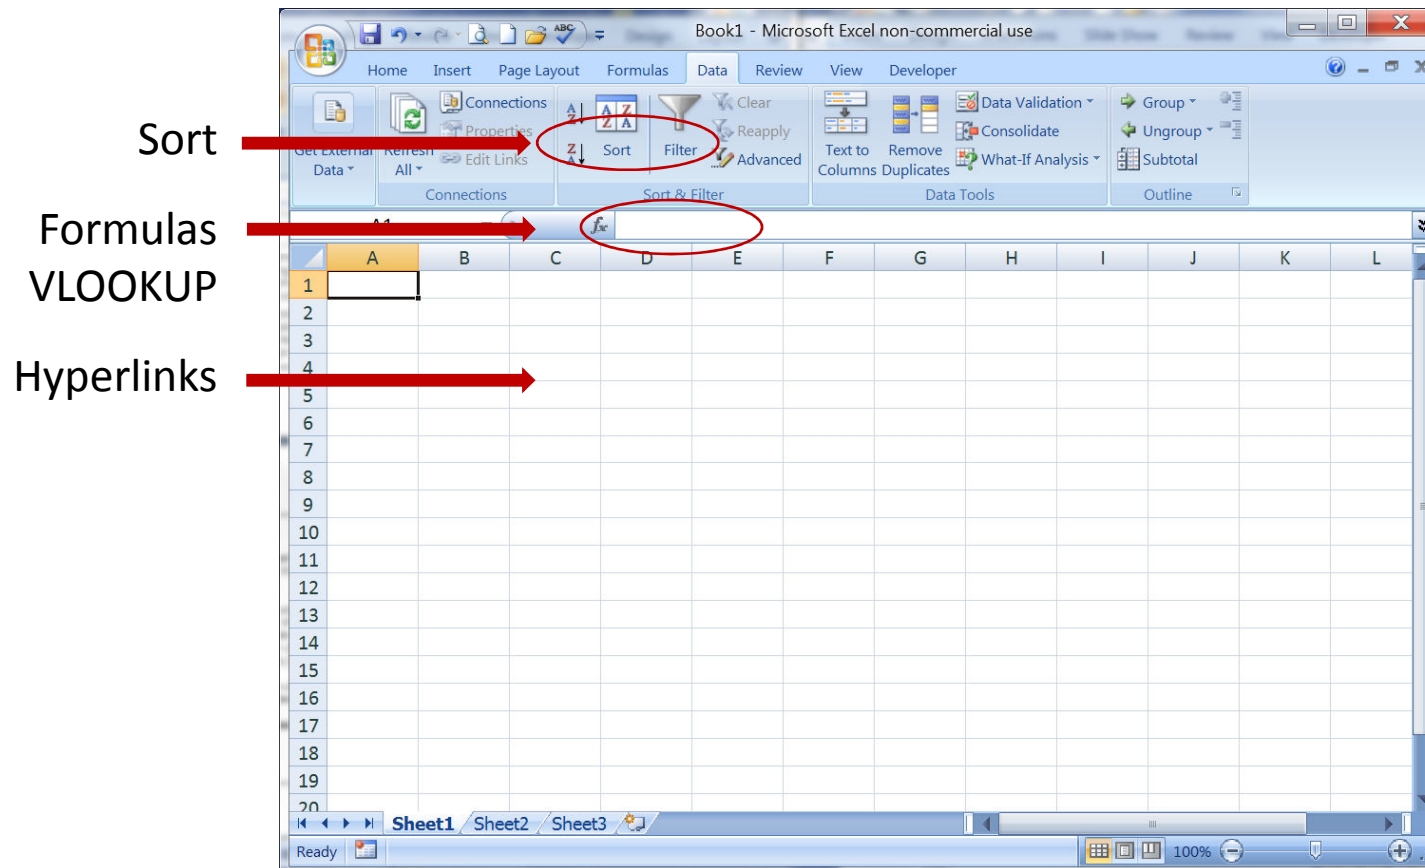 Book1 - Microsoft Excel non-commercial use
ABC
Home Insert Page Layout Formulas Data Review View Developer
Sort
Get External Data
Refresh All
Connections
Properties
Edit Links
Connections
Sort
Filter
Clear
Reapply
Advanced
Sort & Filter
Text to Columns
Remove Duplicates
Data Validation
Consolidate
What-If Analysis
Data Tools
Group
Ungroup
Subtotal
Outline
Formulas
VLOOKUP
A1
fx
A B C D E F G H I J K L
1
2
3
Hyperlinks
4
5
6
7
8
9
10
11
12
13
14
15
16
17
18
19
20
Sheet1 Sheet2 Sheet3
Ready
100%